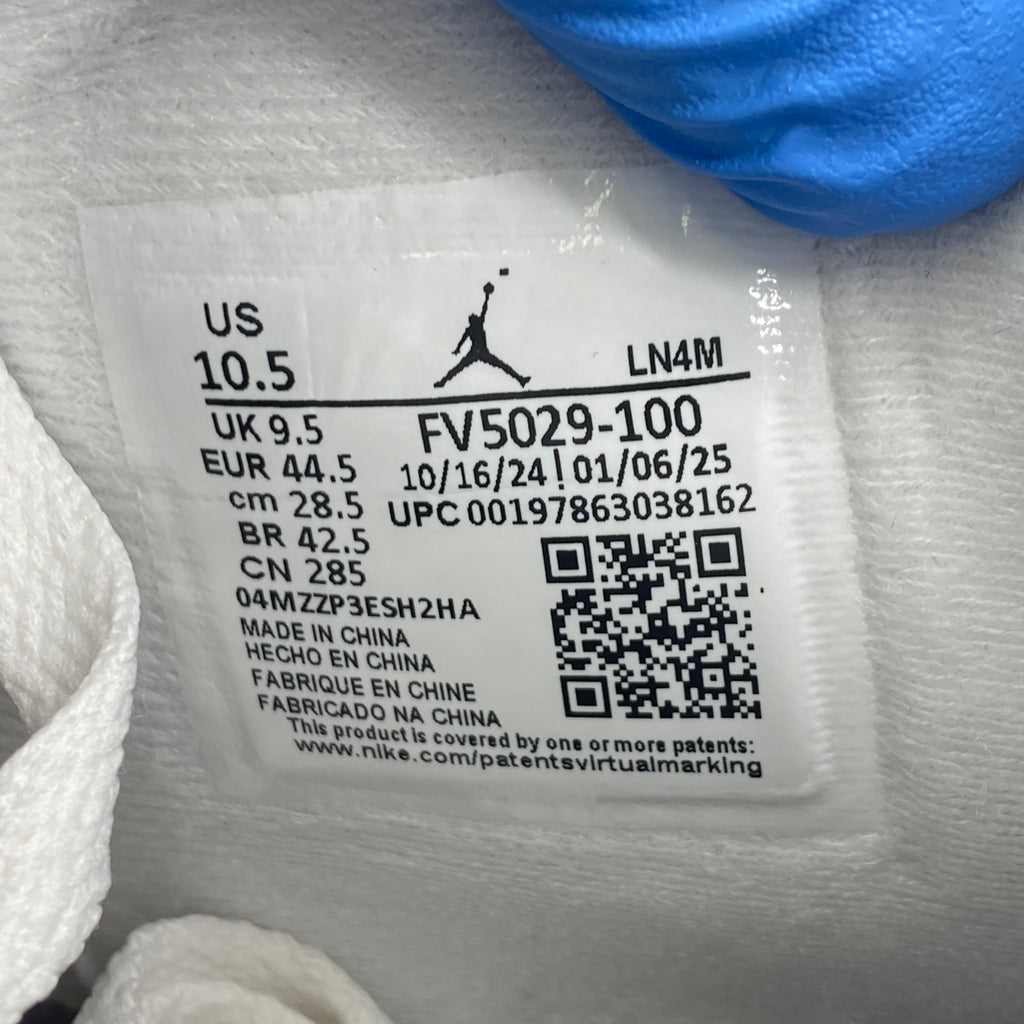 US
10.5
LN4M
UK 9.5
FV5029-100
EUR 44.5
10/16/24 | 01/06/25
cm 28.5
UPC 00197863038162
BR 42.5
CN 285
04MZZP3ESH2HA
MADE IN CHINA
HECHO EN CHINA
FABRIQUE EN CHINE
FABRICADO NA CHINA
This product is covered by one or more patents:
www.nike.com/patentsvirtualmarking